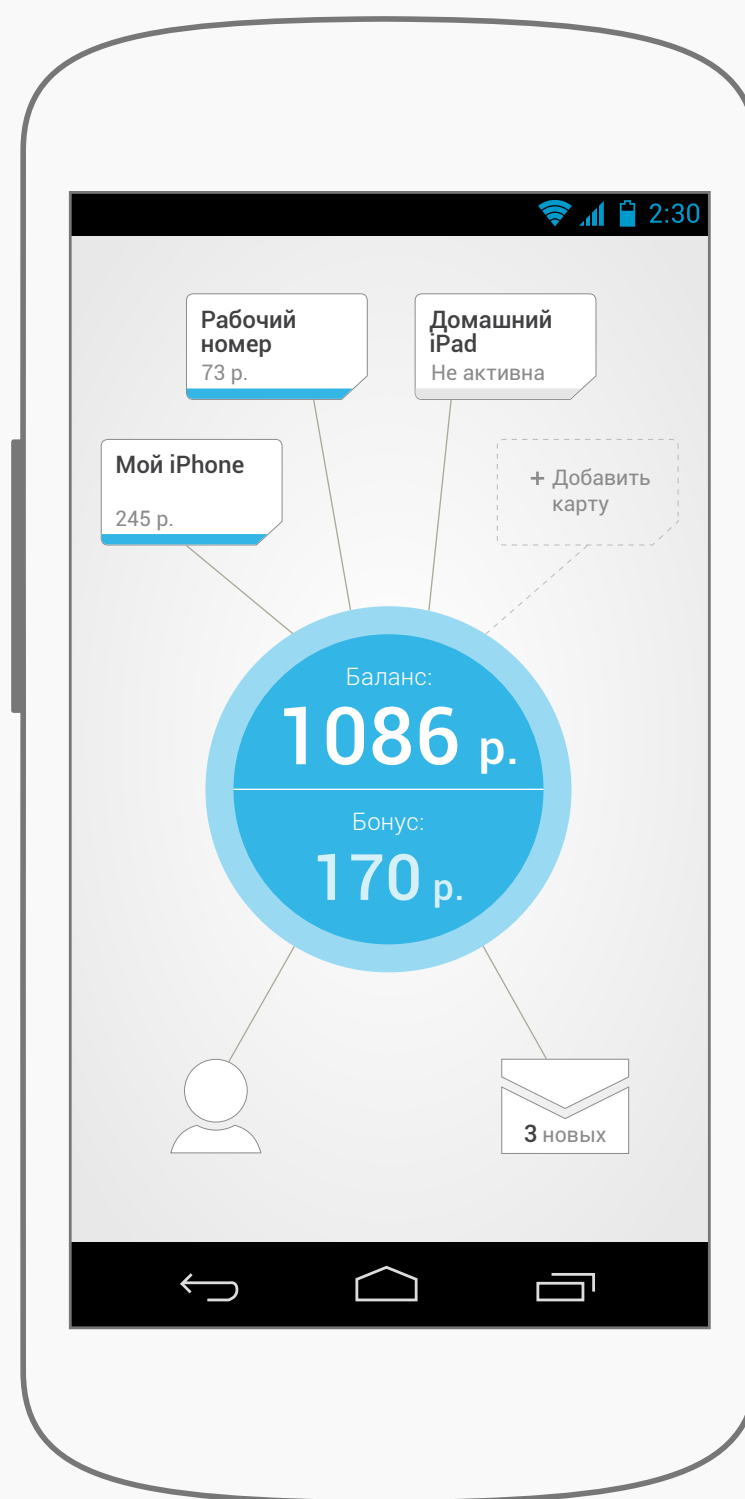 2:30
Рабочий
номер
73 р.
Домашний
iPad
Не активна
Мой iPhone
245 р.
+ Добавить
карту
Баланс:
1086 р.
Бонус:
170 р.
3 новых